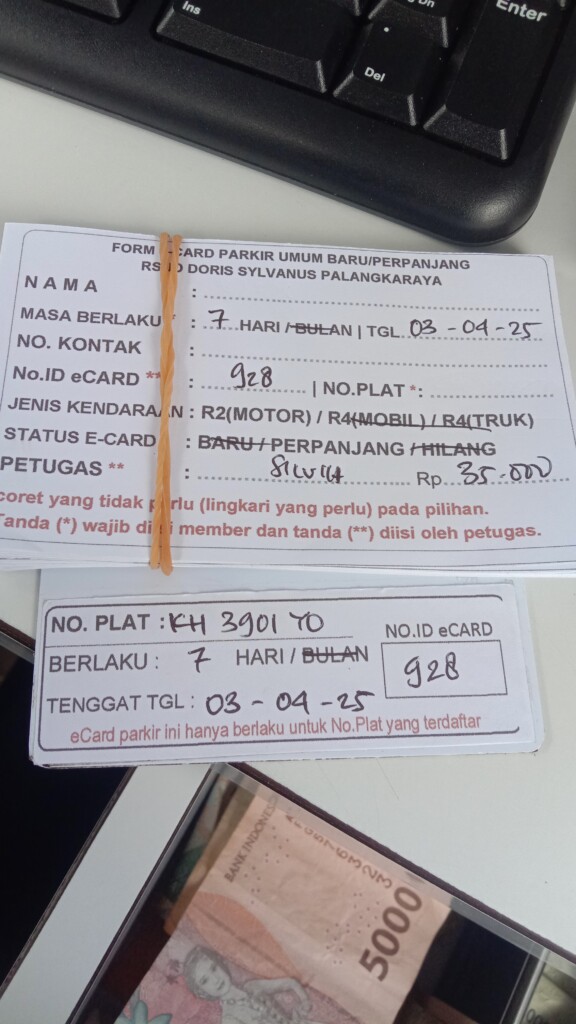 Ins
On
Del
Enter
FORM CARD PARKIR UMUM BARU/PERPANJANG
DORIS SYLVANUS PALANGKARAYA
NAMA :
MASA BERLAKU * : 7 HARI / BULAN | TGL 03 - 04 - 25
NO. KONTAK :
No.ID eCARD ** : 928 | NO.PLAT *:
JENIS KENDARAAN : R2(MOTOR) / R4(MOBIL) / R4(TRUK)
STATUS E-CARD : BARU / PERPANJANG / HILANG
PETUGAS ** : SILVIA Rp 35.000
coret yang tidak perlu (lingkari yang perlu) pada pilihan.
Tanda (*) wajib diisi member dan tanda (**) diisi oleh petugas.
NO. PLAT : KH 3901 YO
NO.ID eCARD
BERLAKU : 7 HARI / BULAN
928
TENGGAT TGL : 03 - 04 - 25
eCard parkir ini hanya berlaku untuk No.Plat yang terdaftar
BANK INDONESIA
5000